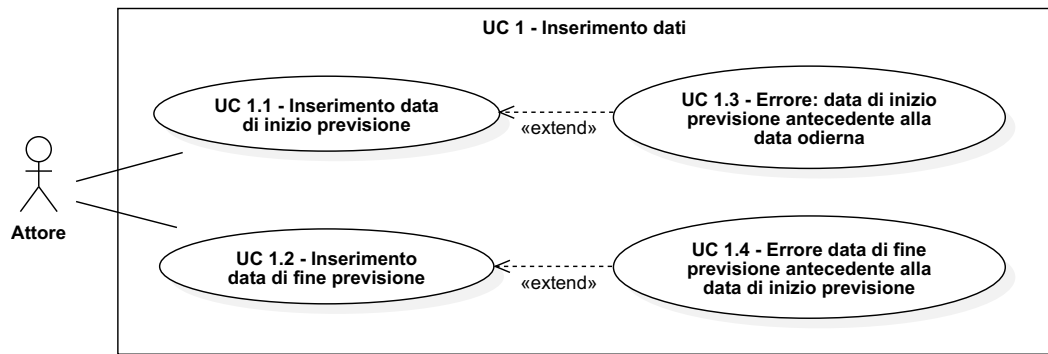 UC 1 - Inserimento dati
UC 1.1 - Inserimento data
di inizio previsione
«extend»
UC 1.3 - Errore: data di inizio
previsione antecedente alla
data odierna
Attore
UC 1.2 - Inserimento
data di fine previsione
«extend»
UC 1.4 - Errore data di fine
previsione antecedente alla
data di inizio previsione